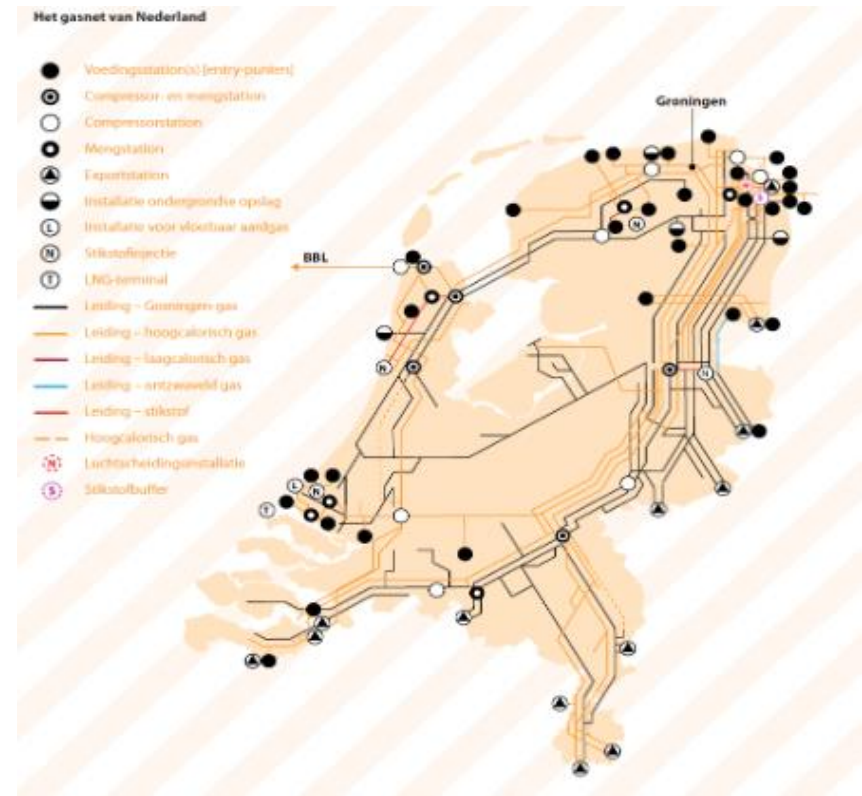 Het gasnet van Nederland
Voedingsstation(s) [entry-punten]
Compressor- en mengstation
Compressorstation
Mengstation
Exportstation
Installatie ondergrondse opslag
L Installatie voor vloeibaar aardgas
N Stikstofinjectie
T LNG-terminal
Leiding – Groningen gas
Leiding – hoogcalorisch gas
Leiding – laagcalorisch gas
Leiding – ontzwaveld gas
Leiding – stikstof
Hoogcalorisch gas
N Luchtscheidingsinstallatie
S Stikstofbuffer
Groningen
S
N
BBL
N
N
L
N
T